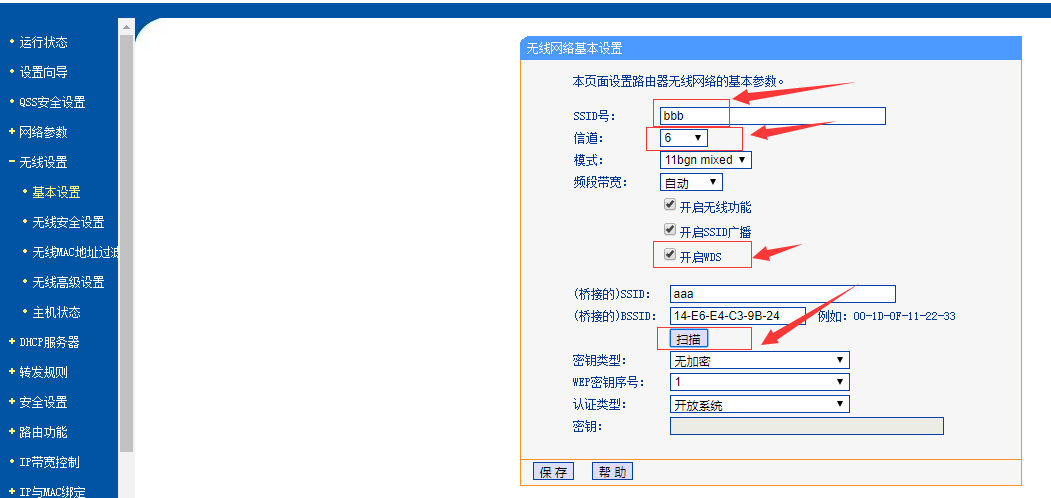 运行状态
设置向导
QSS安全设置
网络参数
无线设置
基本设置
无线安全设置
无线MAC地址过滤
无线高级设置
主机状态
DHCP服务器
转发规则
安全设置
路由功能
IP带宽控制
IP与MAC绑定
无线网络基本设置
本页面设置路由器无线网络的基本参数。
SSID号: bbb
信道: 6
模式: 11bgn mixed
频段带宽: 自动
开启无线功能
开启SSID广播
开启WDS
(桥接的)SSID: aaa
(桥接的)BSSID: 14-E6-E4-C3-9B-24 例如: 00-1D-0F-11-22-33
扫描
密钥类型: 无加密
WEP密钥序号: 1
认证类型: 开放系统
密钥:
保存 帮助